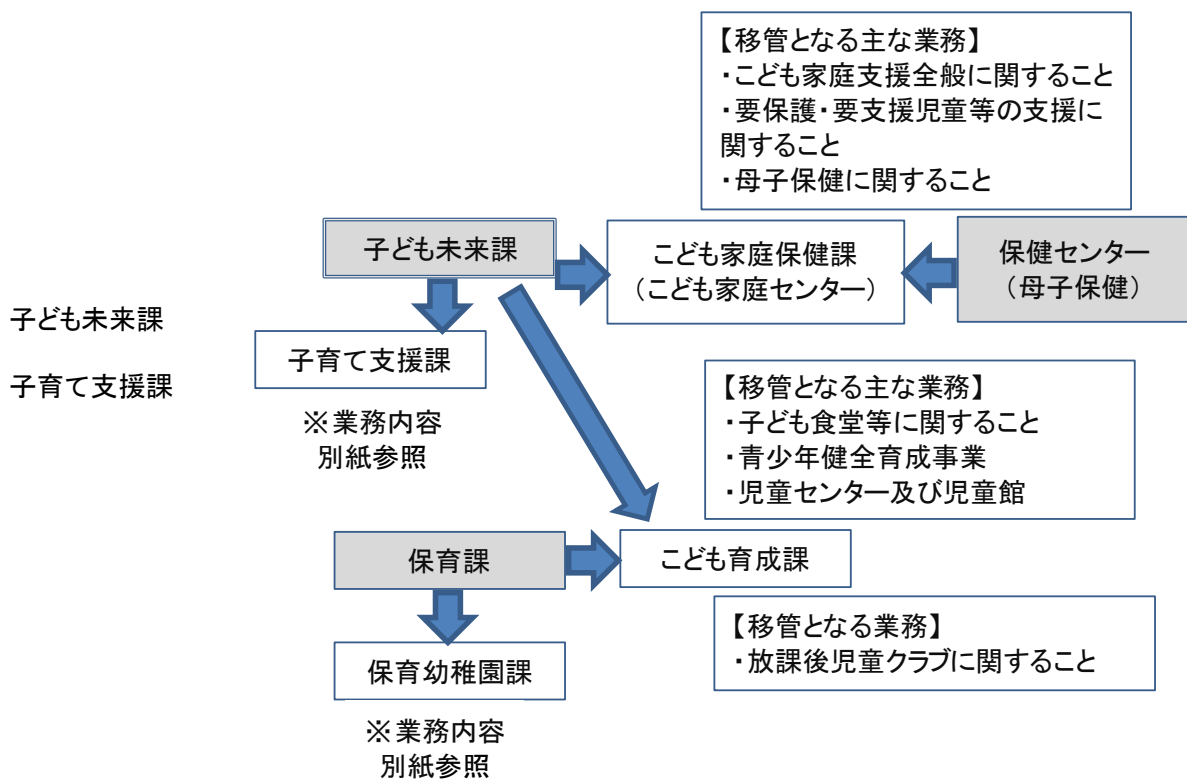 【移管となる主な業務】
・こども家庭支援全般に関すること
・要保護・要支援児童等の支援に
関すること
・母子保健に関すること
子ども未来課
こども家庭保健課
（こども家庭センター）
保健センター
（母子保健）
子ども未来課
子育て支援課
子育て支援課
※業務内容
別紙参照
【移管となる主な業務】
・子ども食堂等に関すること
・青少年健全育成事業
・児童センター及び児童館
保育課
こども育成課
保育幼稚園課
※業務内容
別紙参照
【移管となる業務】
・放課後児童クラブに関すること